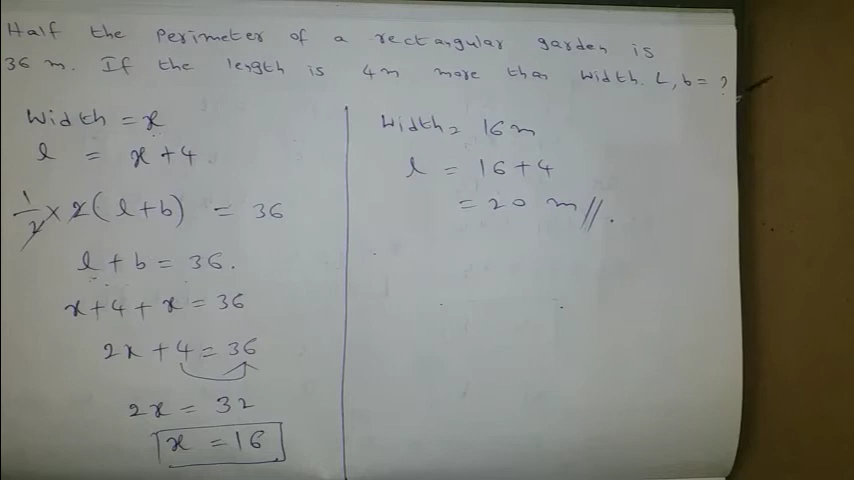 Half the perimeter of a rectangular garden is
36 m. If the length is 4m more than width. L, b = ?
Width = x
l = x + 4
1/2 × 2(l + b) = 36
l + b = 36.
x + 4 + x = 36
2x + 4 = 36
2x = 32
x = 16
Width = 16 m
l = 16 + 4
= 20 m //.